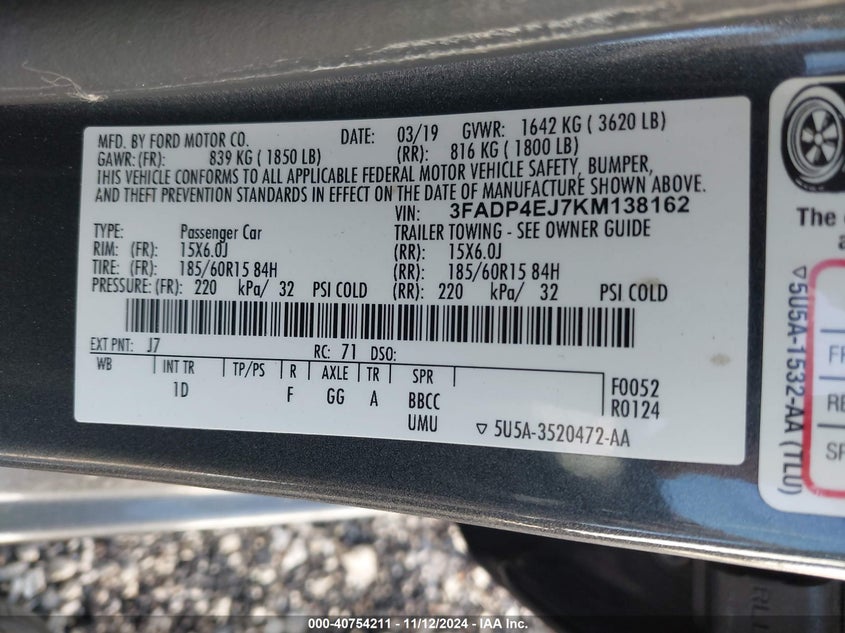 MFD. BY FORD MOTOR CO. DATE: 03/19 GVWR: 1642 KG ( 3620 LB)
GAWR: (FR): 839 KG ( 1850 LB) (RR): 816 KG ( 1800 LB)
THIS VEHICLE CONFORMS TO ALL APPLICABLE FEDERAL MOTOR VEHICLE SAFETY, BUMPER,
AND THEFT PREVENTION STANDARDS IN EFFECT ON THE DATE OF MANUFACTURE SHOWN ABOVE.
VIN: 3FADP4EJ7KM138162
TYPE: Passenger Car TRAILER TOWING - SEE OWNER GUIDE
RIM: (FR): 15X6.0J (RR): 15X6.0J
TIRE: (FR): 185/60R15 84H (RR): 185/60R15 84H
PRESSURE: (FR): 220 kPa/ 32 PSI COLD (RR): 220 kPa/ 32 PSI COLD
EXT PNT: J7 RC: 71 DSO:
WB INT TR TP/PS R AXLE TR SPR F0052
1D F GG A BBCC R0124
UMU ▽ 5U5A-3520472-AA
The
▽5U5A-1532-AA (TLU)
FR
RE
SP
000-40754211 - 11/12/2024 - IAA Inc.